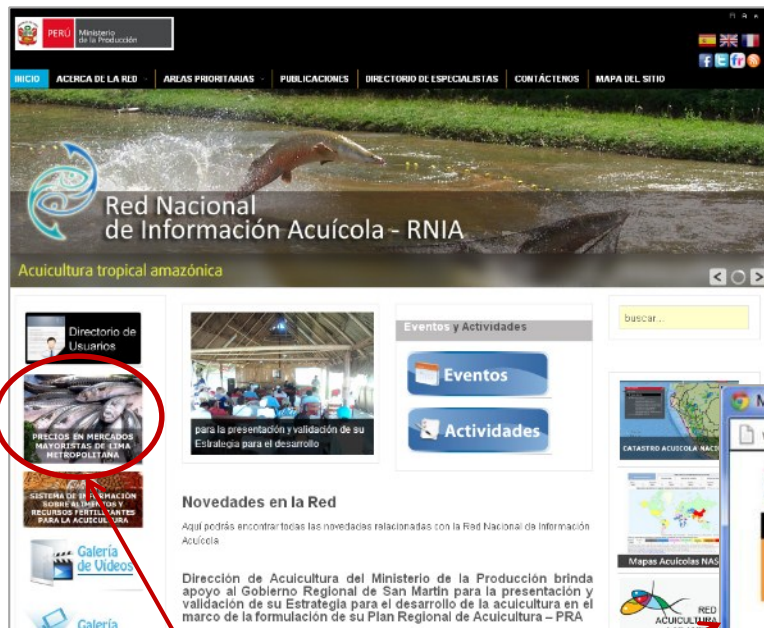 PERÚ
Ministerio
de la Producción
INICIO
ACERCA DE LA RED
AREAS PRIORITARIAS
PUBLICACIONES
DIRECTORIO DE ESPECIALISTAS
CONTÁCTENOS
MAPA DEL SITIO
Red Nacional
de Información Acuícola - RNIA
Acuicultura tropical amazónica
Directorio de
Usuarios
PRECIOS EN MERCADOS
MAYORISTAS DE LIMA
METROPOLITANA
SISTEMA DE INFORMACIÓN
SOBRE ALIMENTOS Y
RECURSOS FERTILIZANTES
PARA LA ACUICULTURA
Galería
de Vídeos
Galería
para la presentación y validación de su
Estrategia para el desarrollo
Eventos y Actividades
Eventos
Actividades
buscar...
CATASTRO ACUICOLA NACI
Mapas Acuícolas NAS
RED
ACUICULTURA
Novedades en la Red
Aquí podrás encontrar todas las novedades relacionadas con la Red Nacional de Información
Acuícola
Dirección de Acuicultura del Ministerio de la Producción brinda
apoyo al Gobierno Regional de San Martin para la presentación y
validación de su Estrategia para el desarrollo de la acuicultura en el
marco de la formulación de su Plan Regional de Acuicultura – PRA